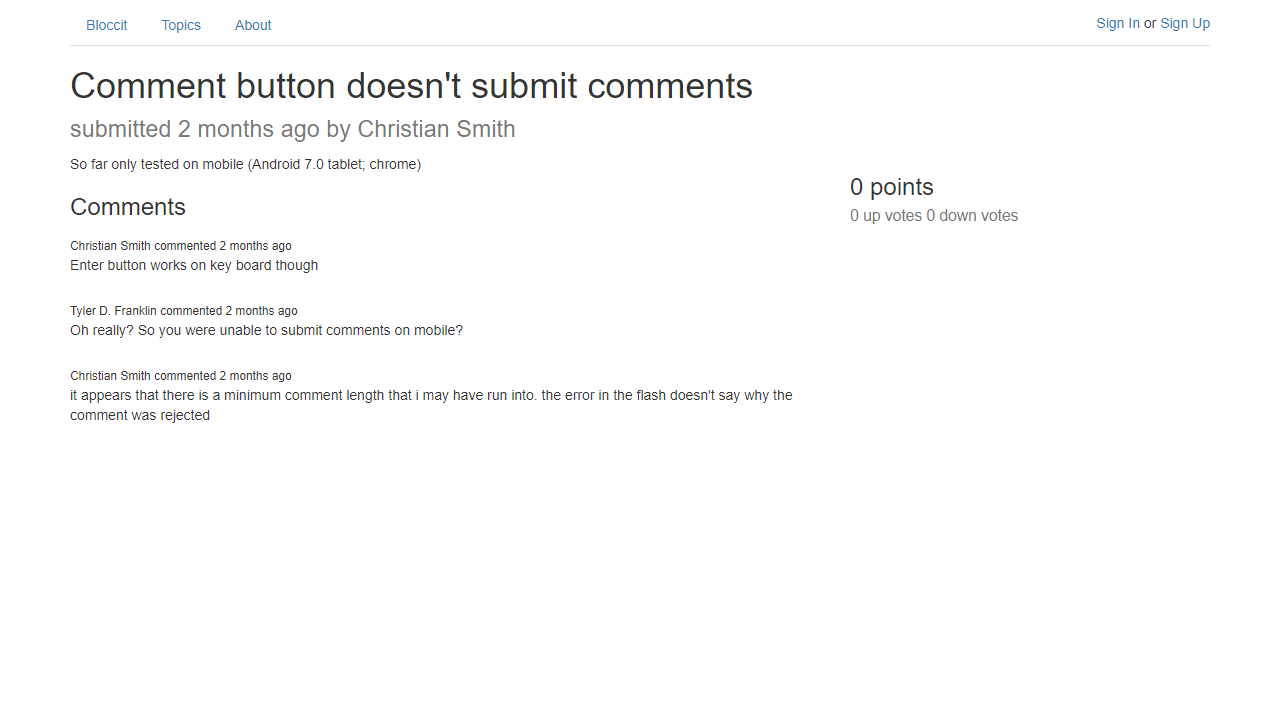 Bloccit Topics About Sign In or Sign Up
Comment button doesn't submit comments
submitted 2 months ago by Christian Smith
So far only tested on mobile (Android 7.0 tablet; chrome)
0 points
0 up votes 0 down votes
Comments
Christian Smith commented 2 months ago
Enter button works on key board though
Tyler D. Franklin commented 2 months ago
Oh really? So you were unable to submit comments on mobile?
Christian Smith commented 2 months ago
it appears that there is a minimum comment length that i may have run into. the error in the flash doesn't say why the
comment was rejected